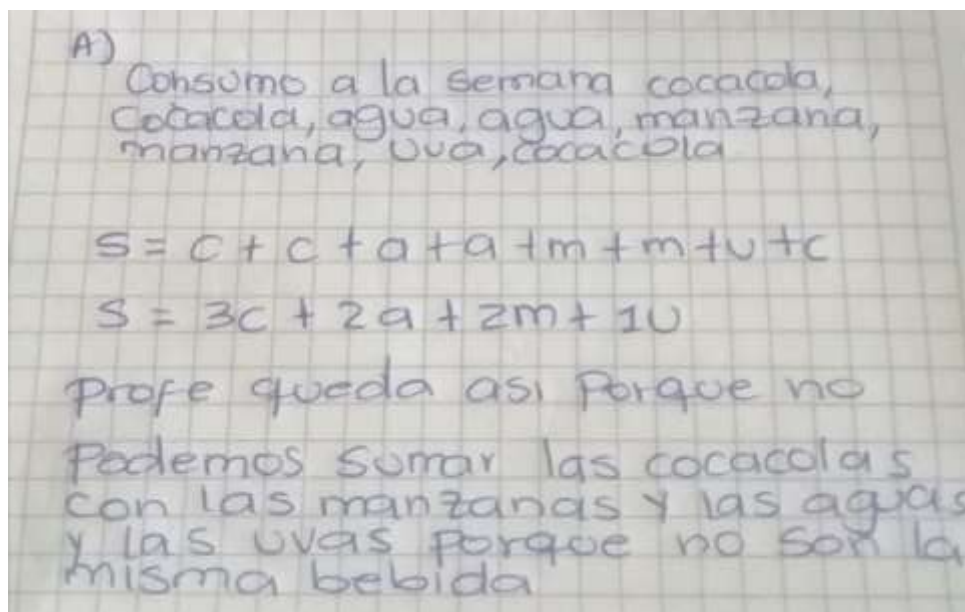 A)
Consumo a la semana cocacola,
cocacola, agua, agua, manzana,
manzana, uva, cocacola
S = c + c + a + a + m + m + u + c
S = 3c + 2a + 2m + 1u
profe queda asi porque no
Podemos sumar las cocacolas
con las manzanas y las aguas
y las uvas porque no son la
misma bebida